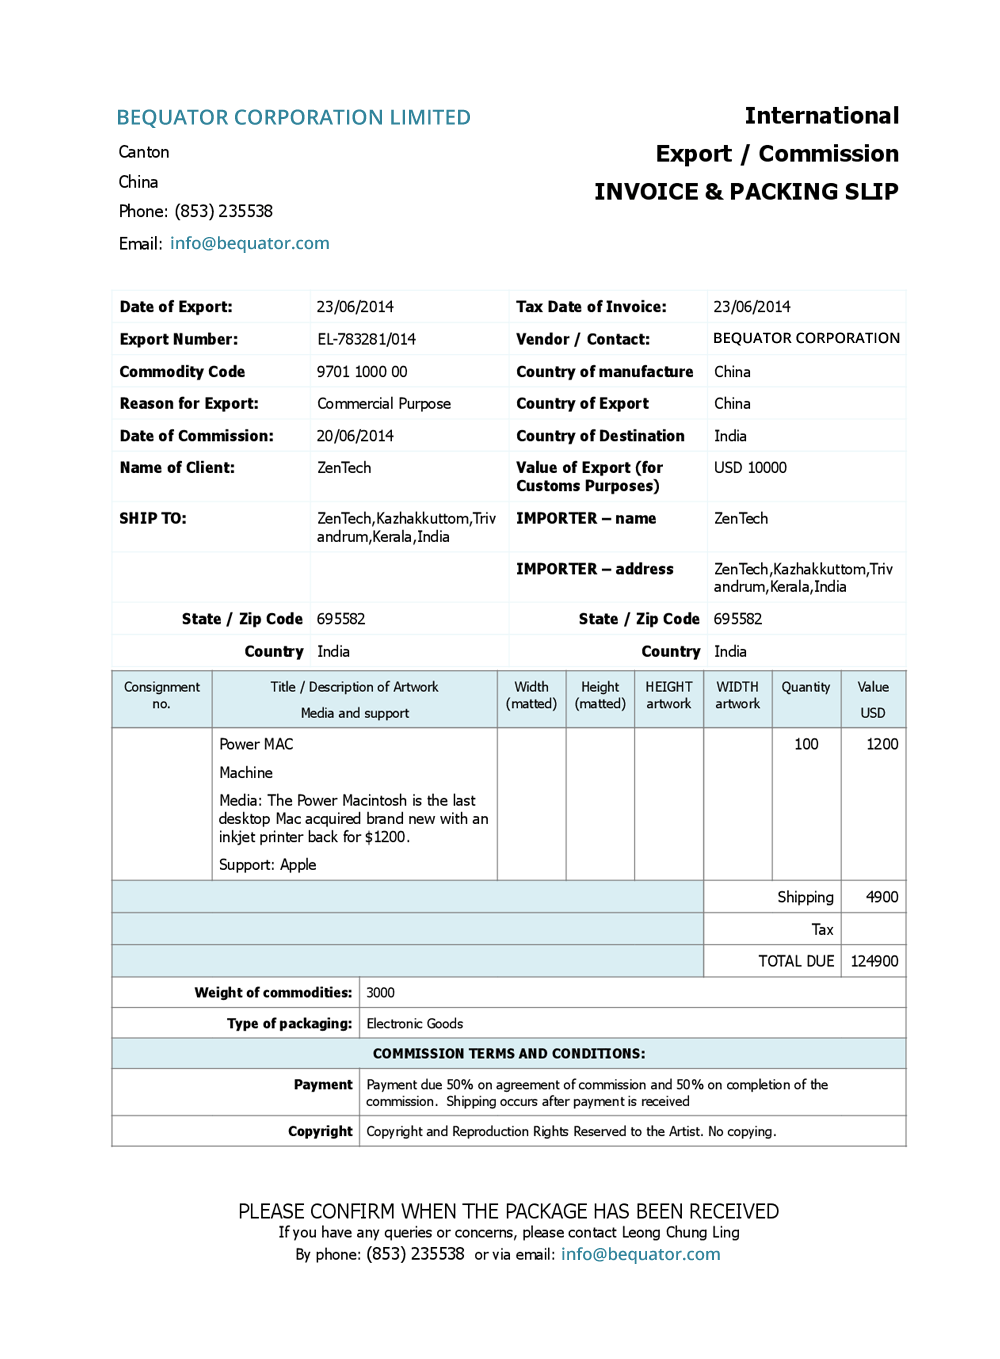 BEQUATOR CORPORATION LIMITED
Canton
China
Phone: (853) 235538
Email: info@bequator.com
International
Export / Commission
INVOICE & PACKING SLIP
Date of Export: 23/06/2014 Tax Date of Invoice: 23/06/2014
Export Number: EL-783281/014 Vendor / Contact: BEQUATOR CORPORATION
Commodity Code 9701 1000 00 Country of manufacture China
Reason for Export: Commercial Purpose Country of Export China
Date of Commission: 20/06/2014 Country of Destination India
Name of Client: ZenTech Value of Export (for USD 10000
Customs Purposes)
SHIP TO: ZenTech,Kazhakkuttom,Triv IMPORTER – name ZenTech
andrum,Kerala,India
IMPORTER – address ZenTech,Kazhakkuttom,Triv
andrum,Kerala,India
State / Zip Code 695582 State / Zip Code 695582
Country India Country India
Consignment Title / Description of Artwork Width Height HEIGHT WIDTH Quantity Value
no. (matted) (matted) artwork artwork
Media and support USD
Power MAC 100 1200
Machine
Media: The Power Macintosh is the last
desktop Mac acquired brand new with an
inkjet printer back for $1200.
Support: Apple
Shipping 4900
Tax
TOTAL DUE 124900
Weight of commodities: 3000
Type of packaging: Electronic Goods
COMMISSION TERMS AND CONDITIONS:
Payment Payment due 50% on agreement of commission and 50% on completion of the
commission. Shipping occurs after payment is received
Copyright Copyright and Reproduction Rights Reserved to the Artist. No copying.
PLEASE CONFIRM WHEN THE PACKAGE HAS BEEN RECEIVED
If you have any queries or concerns, please contact Leong Chung Ling
By phone: (853) 235538 or via email: info@bequator.com